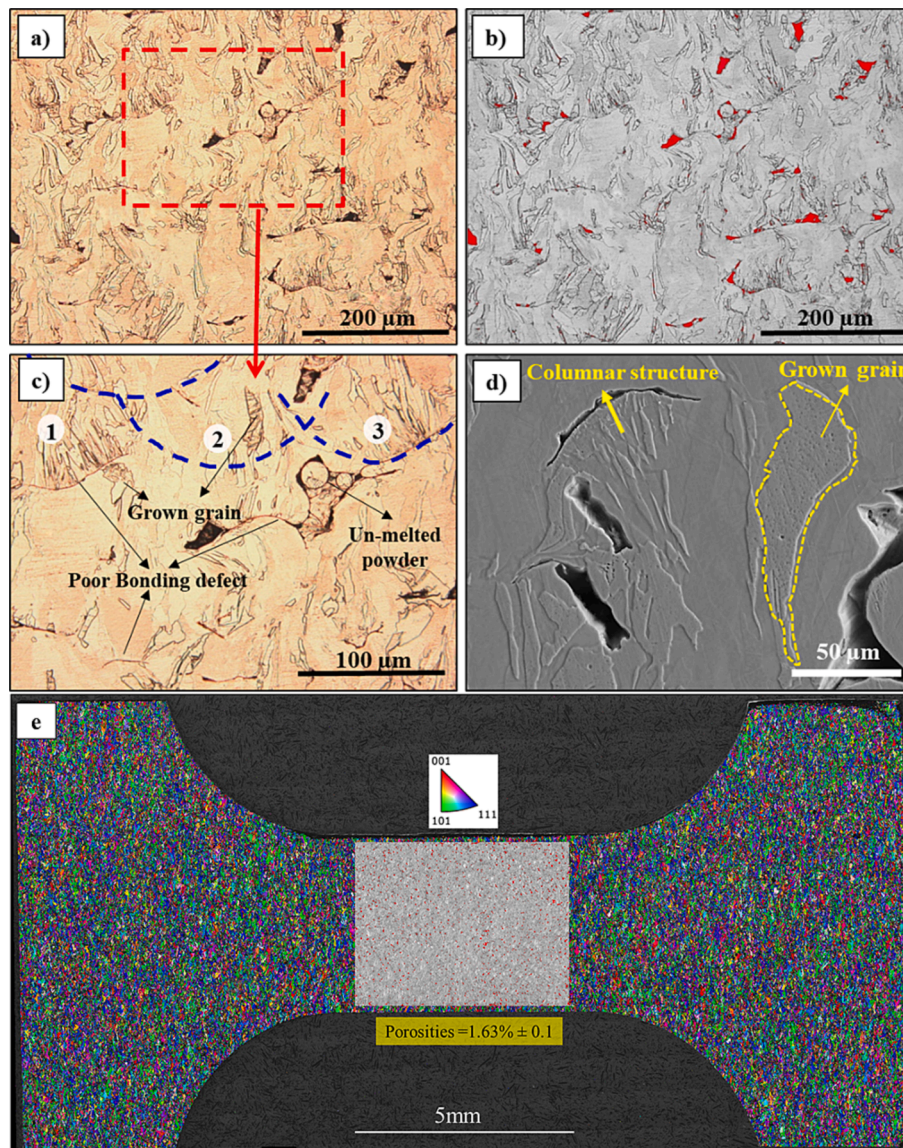 a)
200 µm
b)
200 µm
c)
1
2
3
Grown grain
Un-melted
powder
Poor Bonding defect
100 µm
d)
Columnar structure
Grown grain
50 µm
e
001
101
111
Porosities =1.63% ± 0.1
5mm